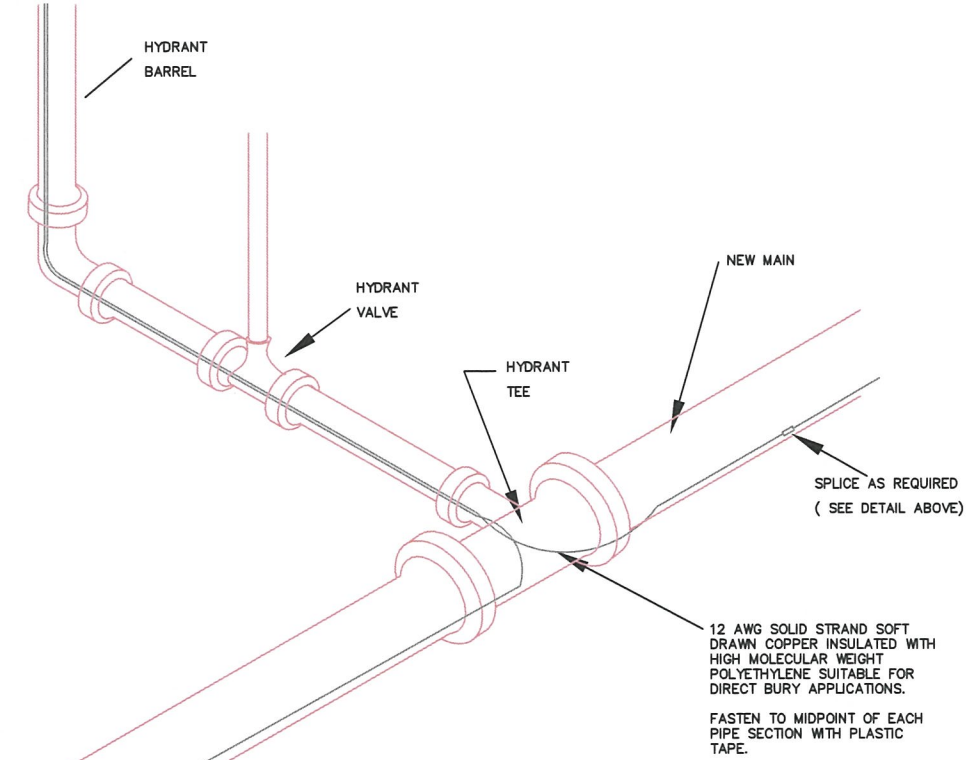 HYDRANT
BARREL
HYDRANT
VALVE
NEW MAIN
HYDRANT
TEE
SPLICE AS REQUIRED
( SEE DETAIL ABOVE)
12 AWG SOLID STRAND SOFT
DRAWN COPPER INSULATED WITH
HIGH MOLECULAR WEIGHT
POLYETHYLENE SUITABLE FOR
DIRECT BURY APPLICATIONS.
FASTEN TO MIDPOINT OF EACH
PIPE SECTION WITH PLASTIC
TAPE.